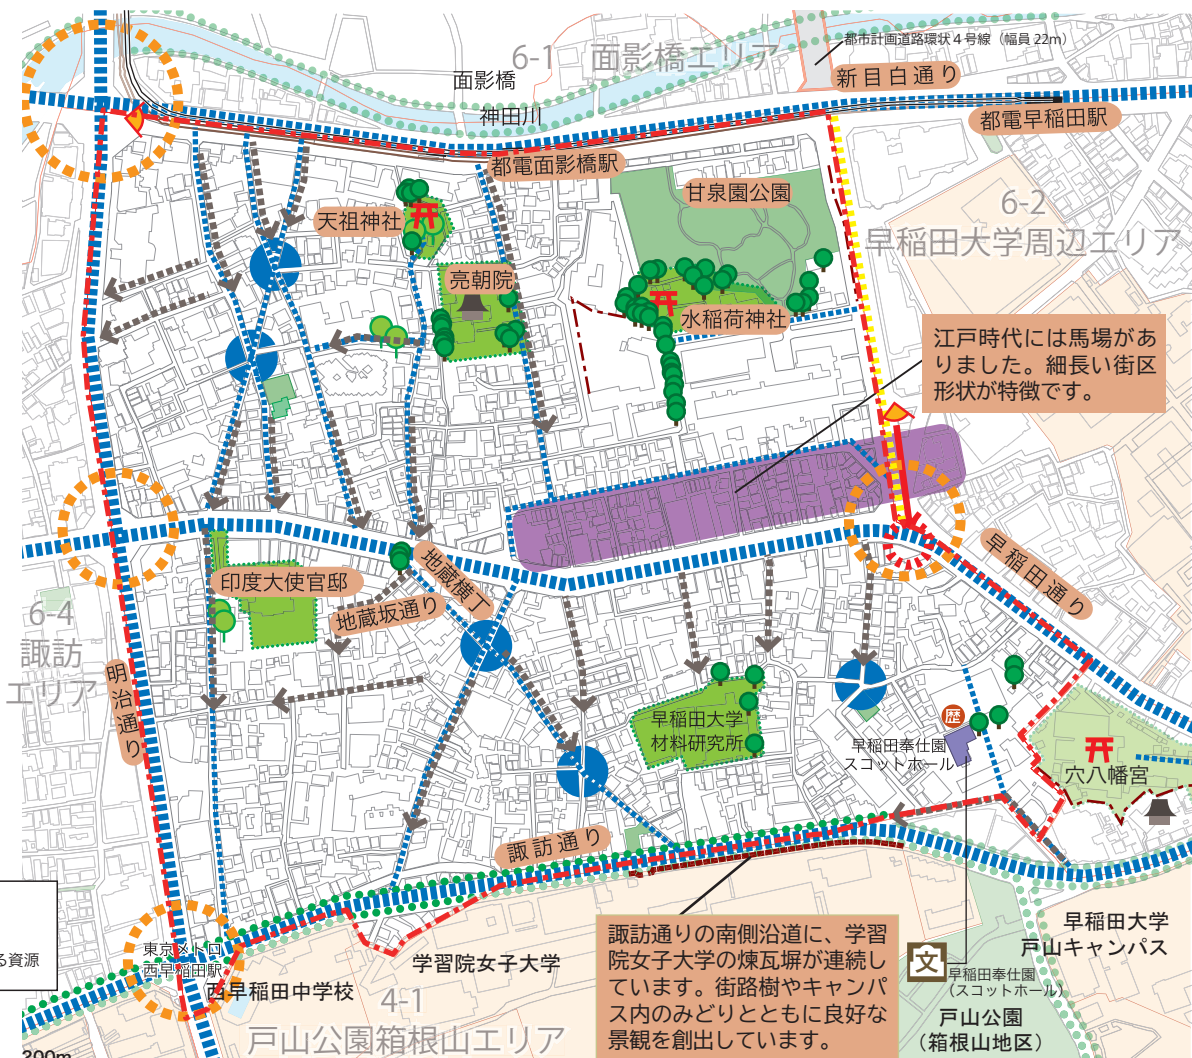 都市計画道路環状4号線（幅員 22m）
6-1 面影橋エリア
新目白通り
面影橋
神田川
都電早稲田駅
都電面影橋駅
甘泉園公園
6-2
早稲田大学周辺エリア
天祖神社
亮朝院
水稲荷神社
江戸時代には馬場があ
りました。細長い街区
形状が特徴です。
早稲田通り
地蔵横丁
印度大使官邸
地蔵坂通り
6-4
諏訪
エリア
明治通り
早稲田大学
材料研究所
歴
早稲田奉仕園
スコットホール
穴八幡宮
諏訪通り
る資源
東京メトロ
西早稲田駅
学習院女子大学
西早稲田中学校
4-1
戸山公園箱根山エリア
諏訪通りの南側沿道に、学習
院女子大学の煉瓦塀が連続し
ています。街路樹やキャンパ
ス内のみどりとともに良好な
景観を創出しています。
文
早稲田奉仕園
（スコットホール）
早稲田大学
戸山キャンパス
戸山公園
（箱根山地区）
200m